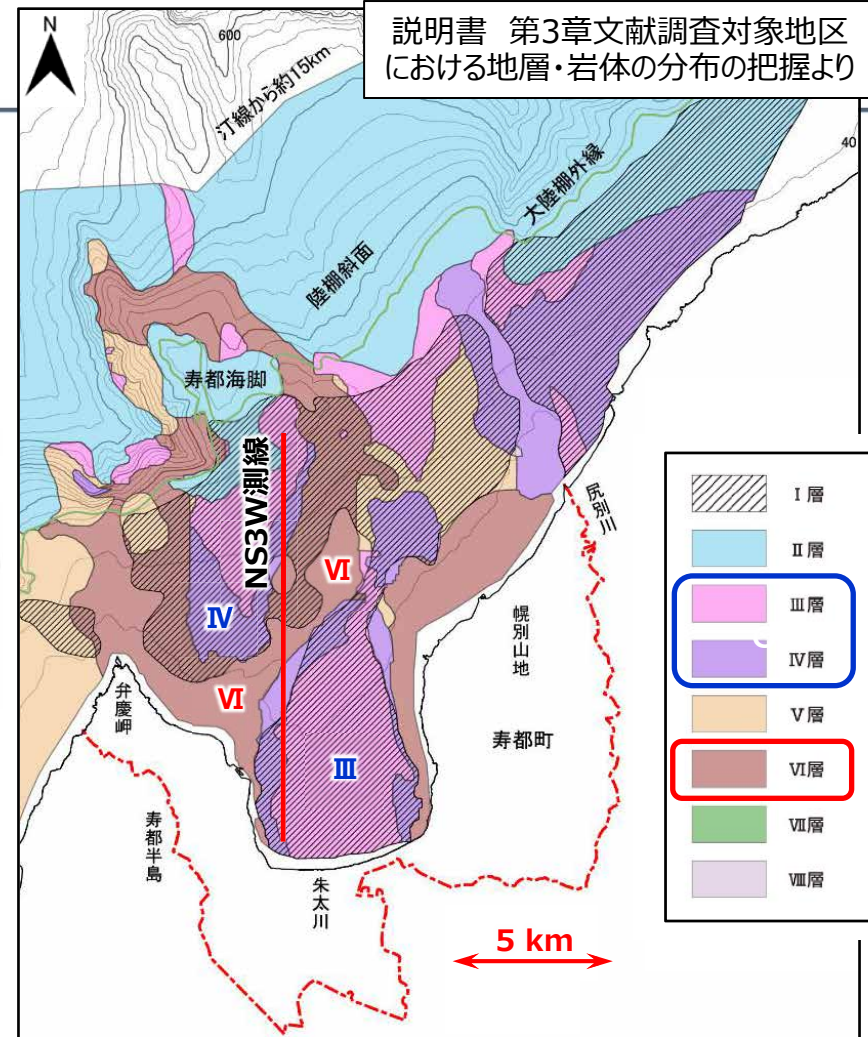 説明書 第3章文献調査対象地区
における地層・岩体の分布の把握より
N
600
汀線から約15km
40
大陸棚外縁
陸棚斜面
寿都海脚
NS3W測線
尻別川
Ⅰ層
Ⅱ層
Ⅲ層
Ⅳ層
Ⅴ層
Ⅵ層
Ⅶ層
Ⅷ層
Ⅵ
Ⅳ
幌別山地
Ⅵ
弁慶岬
寿都町
Ⅲ
寿都半島
朱太川
5 km